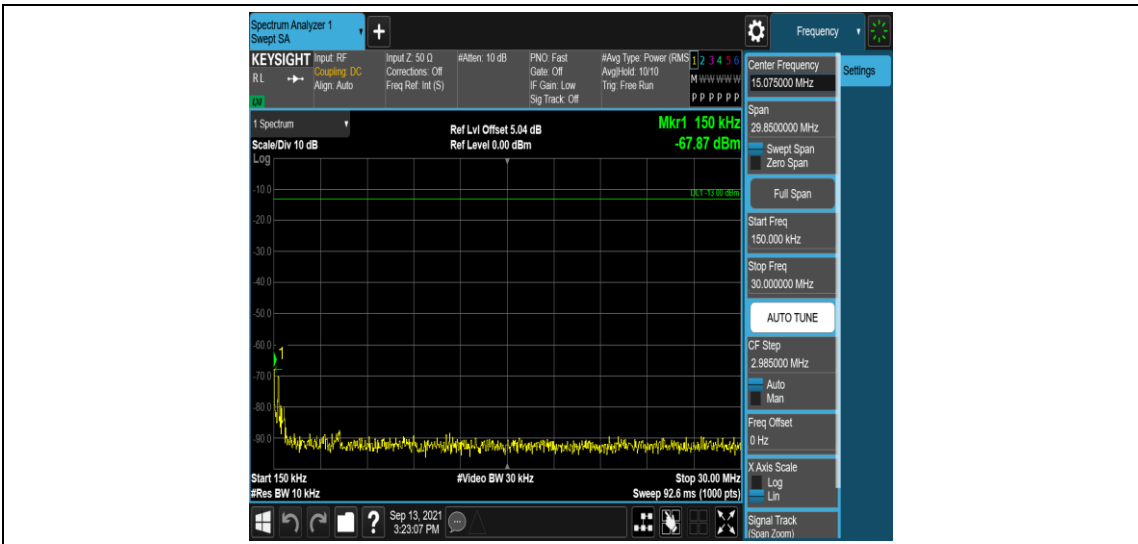 Spectrum Analyzer 1
Swept SA
+
Frequency
KEYSIGHT
RL
LXI
Input: RF
Coupling: DC
Align: Auto
Input Z: 50 Ω
Corrections: Off
Freq Ref: Int (S)
#Atten: 10 dB
PNO: Fast
Gate: Off
IF Gain: Low
Sig Track: Off
#Avg Type: Power (RMS
Avg|Hold: 10/10
Trig: Free Run
1 2 3 4 5 6
M W W W W W
P P P P P P
Center Frequency
15.075000 MHz
Settings
Span
29.8500000 MHz
Swept Span
Zero Span
Full Span
Start Freq
150.000 kHz
Stop Freq
30.000000 MHz
AUTO TUNE
CF Step
2.985000 MHz
Auto
Man
Freq Offset
0 Hz
X Axis Scale
Log
Lin
Signal Track
(Span Zoom)
1 Spectrum
Scale/Div 10 dB
Log
Ref Lvl Offset 5.04 dB
Ref Level 0.00 dBm
Mkr1 150 kHz
-67.87 dBm
DL1 -13.00 dBm
-10.0
-20.0
-30.0
-40.0
-50.0
-60.0
1
-70.0
-80.0
-90.0
Start 150 kHz
#Res BW 10 kHz
#Video BW 30 kHz
Stop 30.00 MHz
Sweep 92.6 ms (1000 pts)
?
Sep 13, 2021
3:23:07 PM